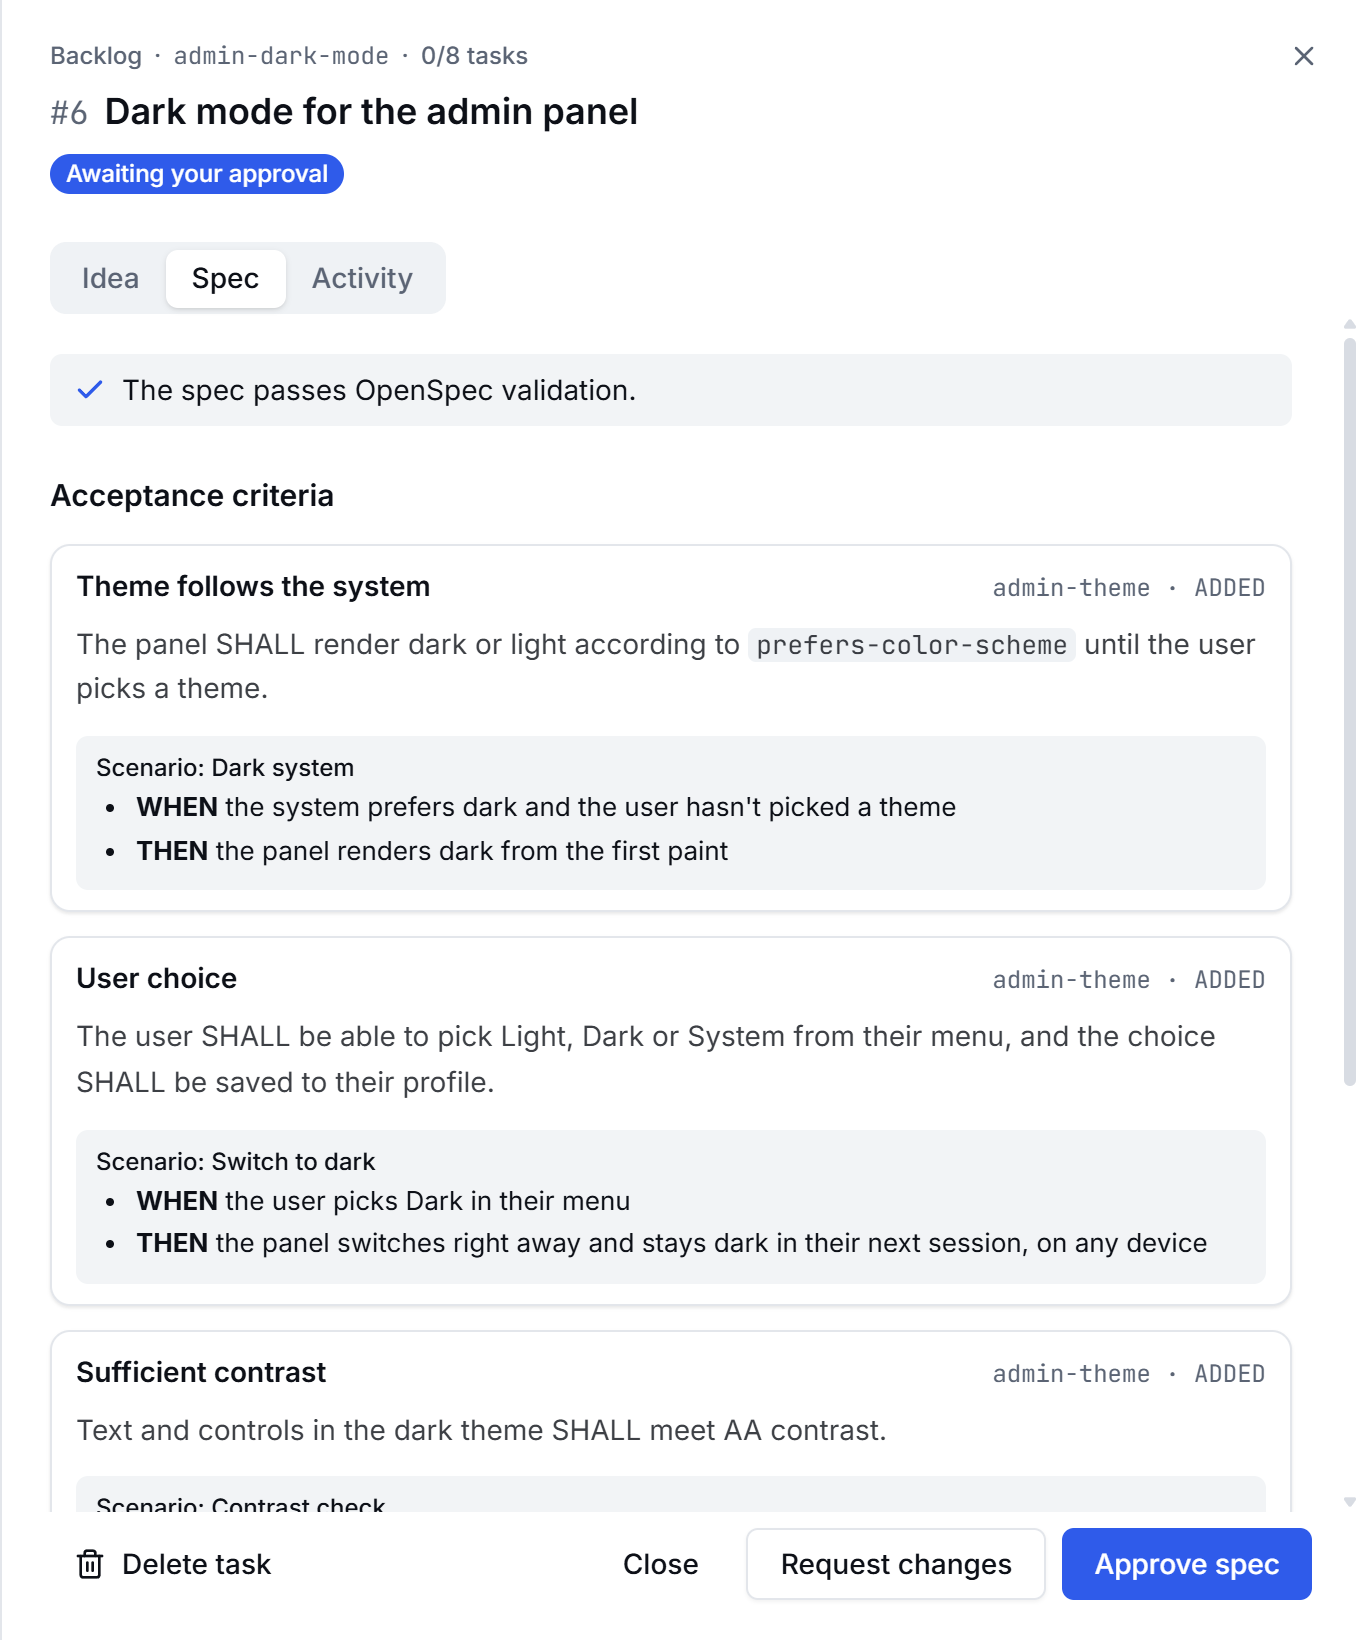 Backlog · admin-dark-mode · 0/8 tasks
#6 Dark mode for the admin panel
Awaiting your approval
Idea Spec Activity
The spec passes OpenSpec validation.
Acceptance criteria
Theme follows the system admin-theme · ADDED
The panel SHALL render dark or light according to prefers-color-scheme until the user
picks a theme.
Scenario: Dark system
• WHEN the system prefers dark and the user hasn't picked a theme
• THEN the panel renders dark from the first paint
User choice admin-theme · ADDED
The user SHALL be able to pick Light, Dark or System from their menu, and the choice
SHALL be saved to their profile.
Scenario: Switch to dark
• WHEN the user picks Dark in their menu
• THEN the panel switches right away and stays dark in their next session, on any device
Sufficient contrast admin-theme · ADDED
Text and controls in the dark theme SHALL meet AA contrast.
Scenario: Contrast check
Delete task Close Request changes Approve spec